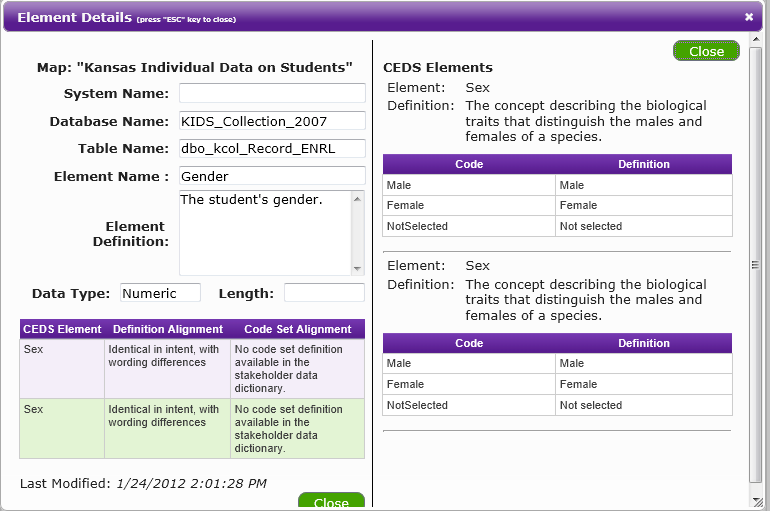 Element Details (press "ESC" key to close)
Map: "Kansas Individual Data on Students"
System Name:
Database Name: KIDS_Collection_2007
Table Name: dbo_kcol_Record_ENRL
Element Name : Gender
Element Definition: The student's gender.
Data Type: Numeric Length:
CEDS Element Definition Alignment Code Set Alignment
Sex Identical in intent, with No code set definition
wording differences available in the
stakeholder data
dictionary.
Sex Identical in intent, with No code set definition
wording differences available in the
stakeholder data
dictionary.
Last Modified: 1/24/2012 2:01:28 PM
Close
Close
CEDS Elements
Element: Sex
Definition: The concept describing the biological
traits that distinguish the males and
females of a species.
Code Definition
Male Male
Female Female
NotSelected Not selected
Element: Sex
Definition: The concept describing the biological
traits that distinguish the males and
females of a species.
Code Definition
Male Male
Female Female
NotSelected Not selected